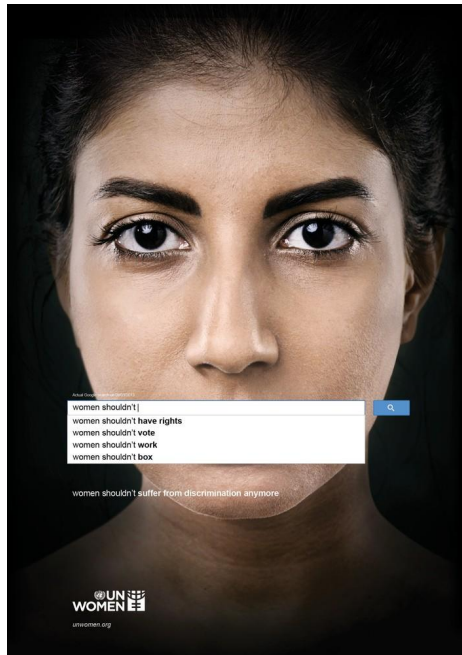 women shouldn't
women shouldn't have rights
women shouldn't vote
women shouldn't work
women shouldn't box
women shouldn't suffer from discrimination anymore
UN
WOMEN
unwomen.org